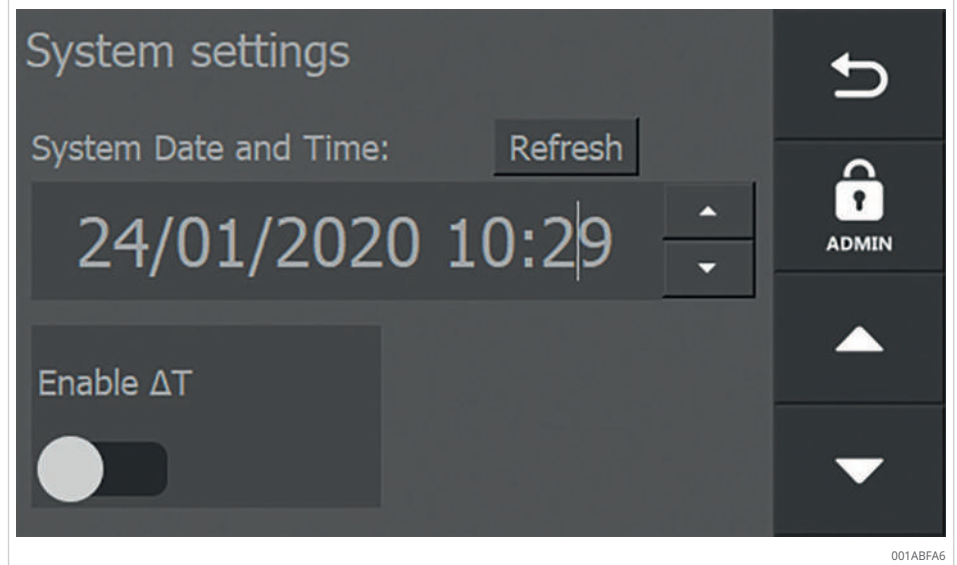 System settings
System Date and Time:
Refresh
24/01/2020 10:29
ADMIN
Enable ΔT
001ABFA6